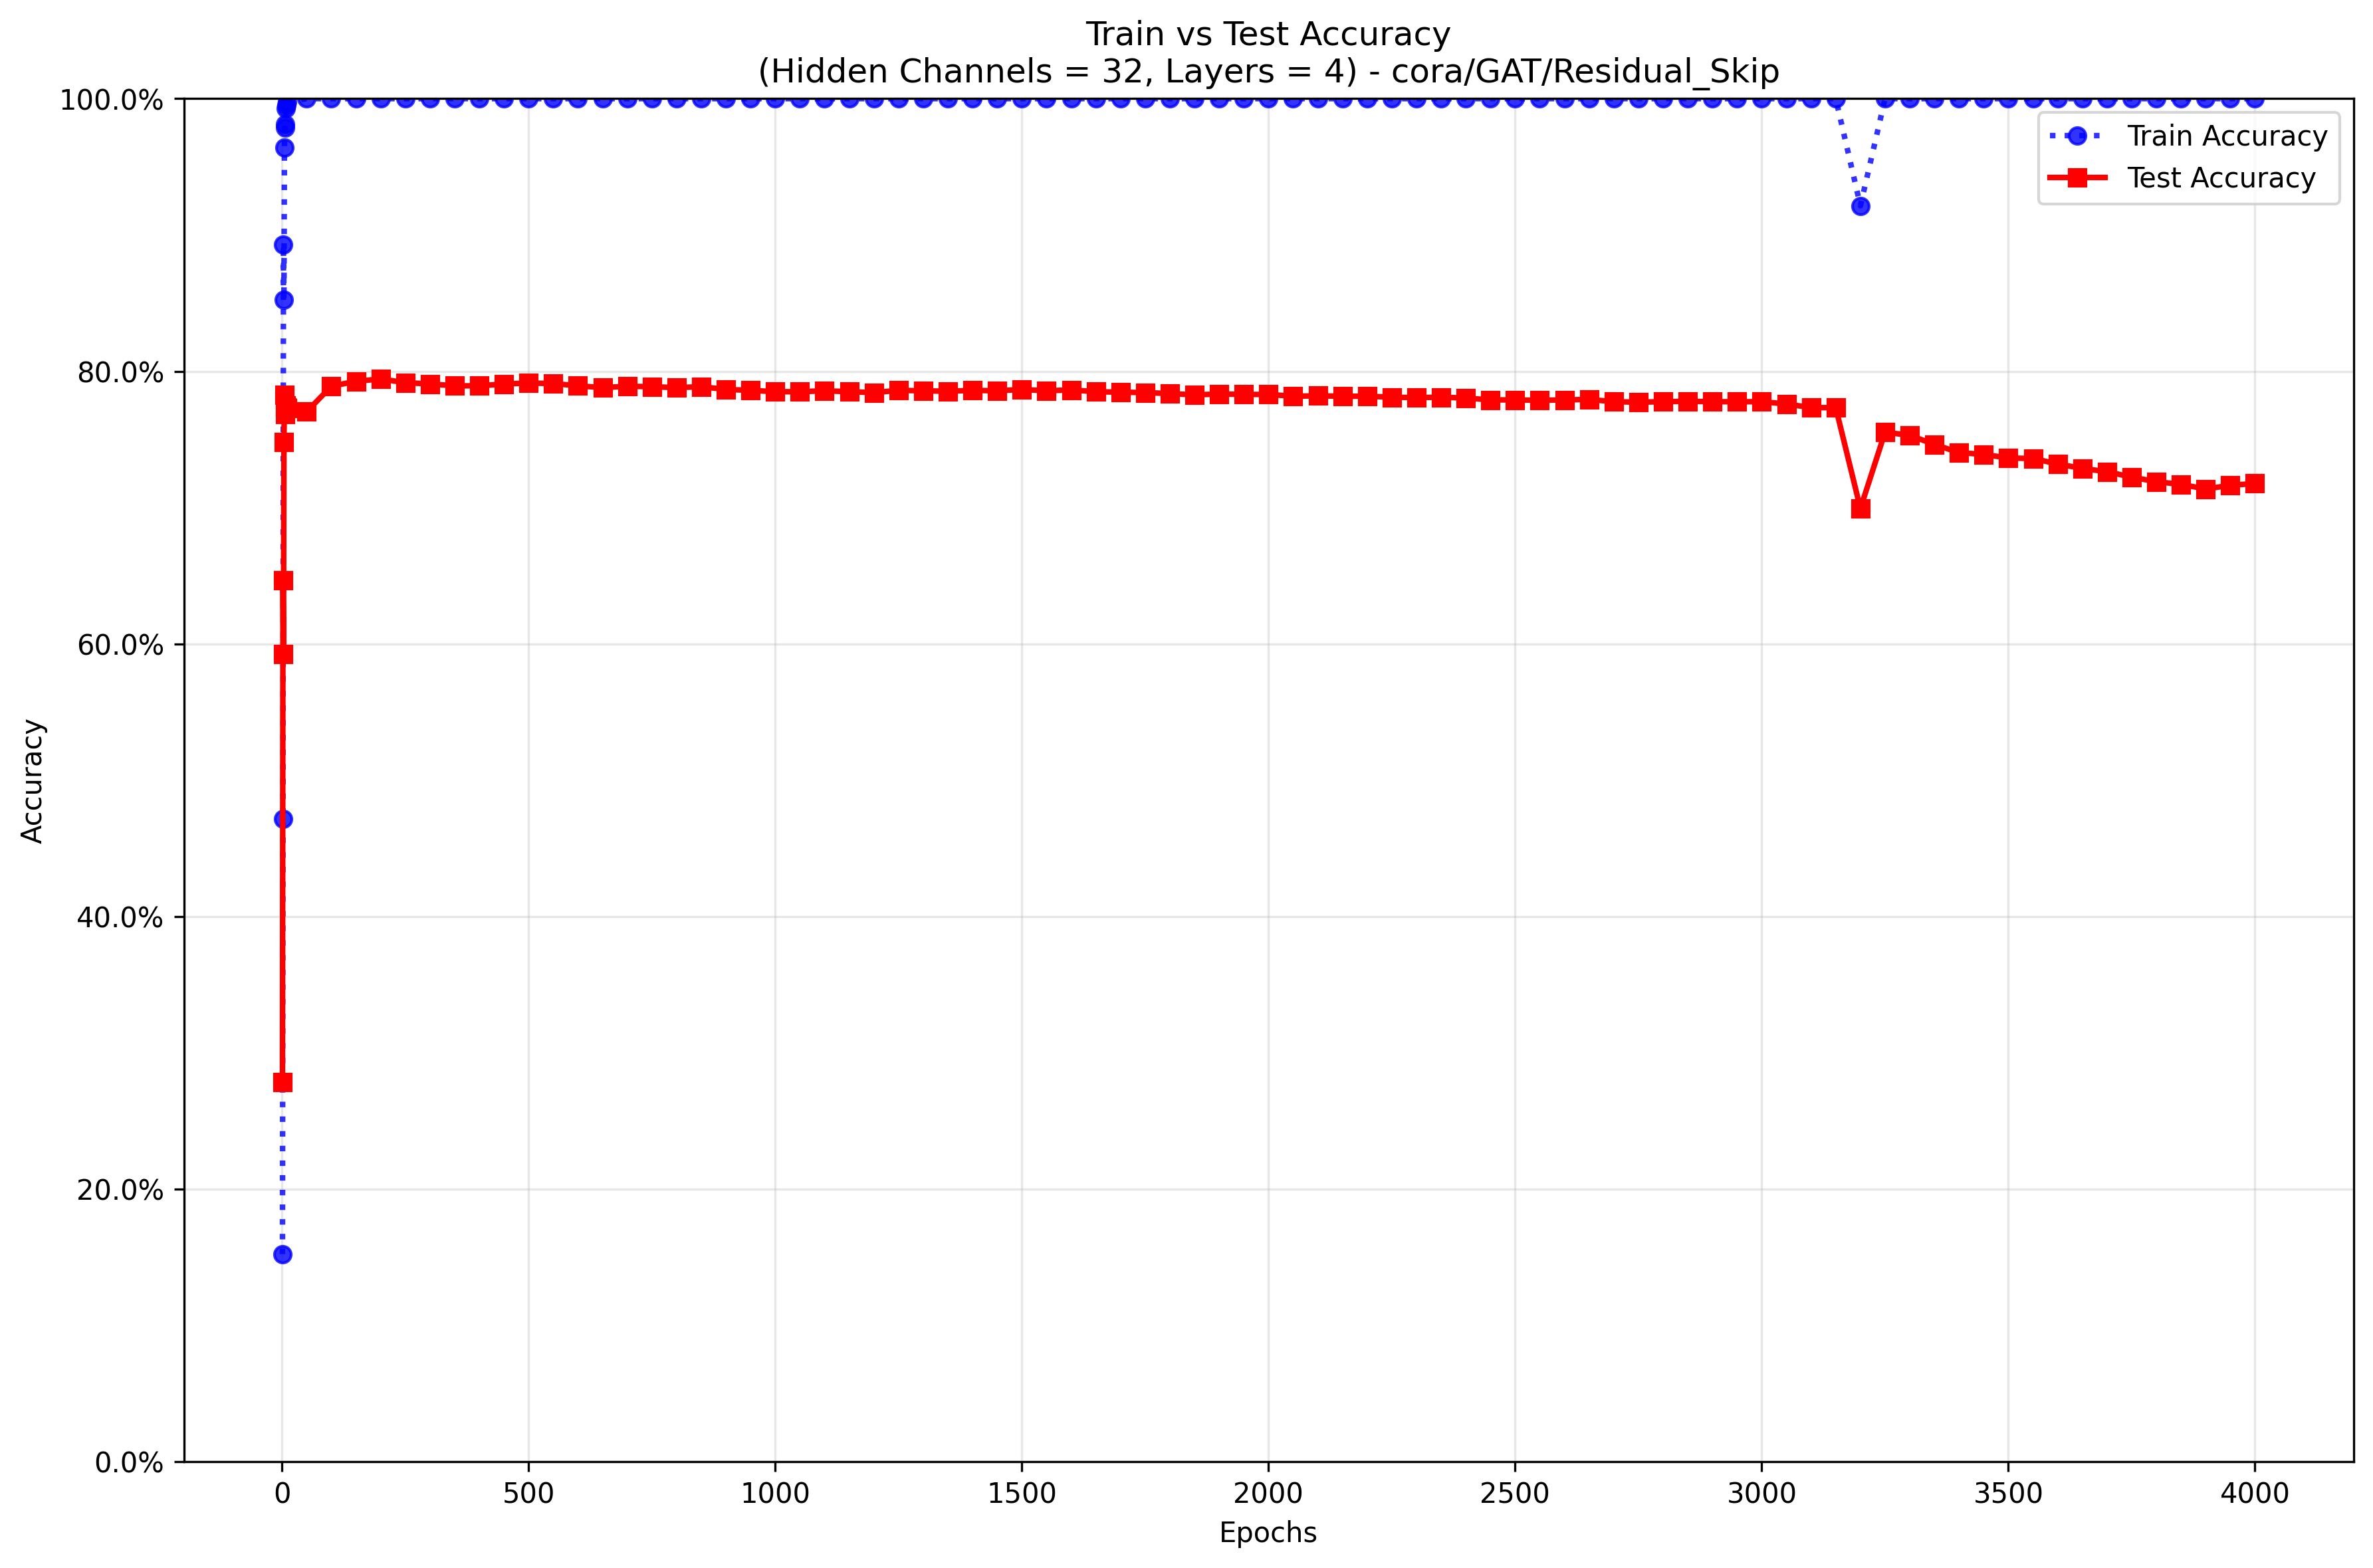 Train vs Test Accuracy
(Hidden Channels = 32, Layers = 4) - cora/GAT/Residual_Skip
100.0%
80.0%
60.0%
40.0%
20.0%
0.0%
Accuracy
Train Accuracy
Test Accuracy
0 500 1000 1500 2000 2500 3000 3500 4000
Epochs